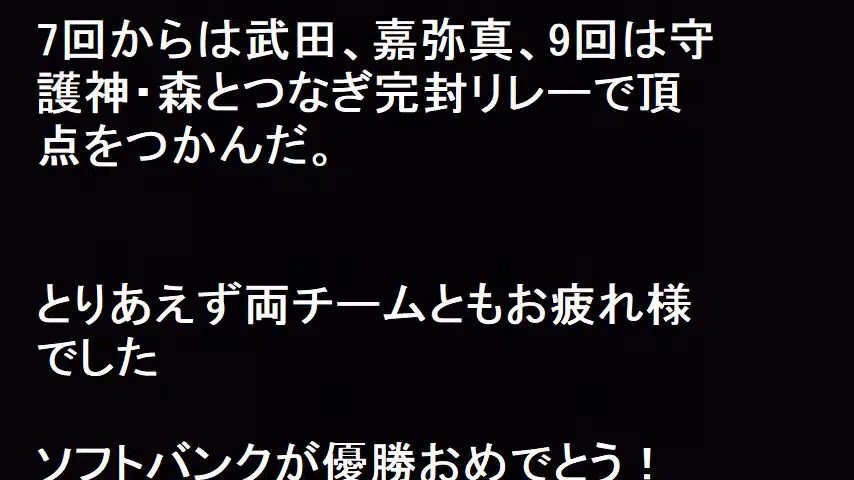 7回からは武田、嘉弥真、9回は守
護神・森とつなぎ完封リレーで頂
点をつかんだ。
とりあえず両チームともお疲れ様
でした
ソフトバンクが優勝おめでとう！